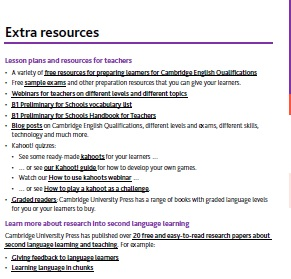 Extra resources
Lesson plans and resources for teachers
• A variety of free resources for preparing learners for Cambridge English Qualifications
• Free sample exams and other preparation resources that you can give your learners.
• Webinars for teachers on different levels and different topics
• B1 Preliminary for Schools vocabulary list
• B1 Preliminary for Schools Handbook for Teachers
• Blog posts on Cambridge English Qualifications, different levels and exams, different skills,
technology and much more.
• Kahoot! quizzes:
• See some ready-made kahoots for your learners …
• … or see our Kahoot! guide for how to develop your own games.
• Watch our How to use kahoots webinar …
• … or see How to play a kahoot as a challenge.
• Graded readers: Cambridge University Press has a range of books with graded language levels
for you or your learners to buy.
Learn more about research into second language learning
Cambridge University Press has published over 20 free and easy-to-read research papers about
second language learning and teaching. For example:
• Giving feedback to language learners
• Learning language in chunks